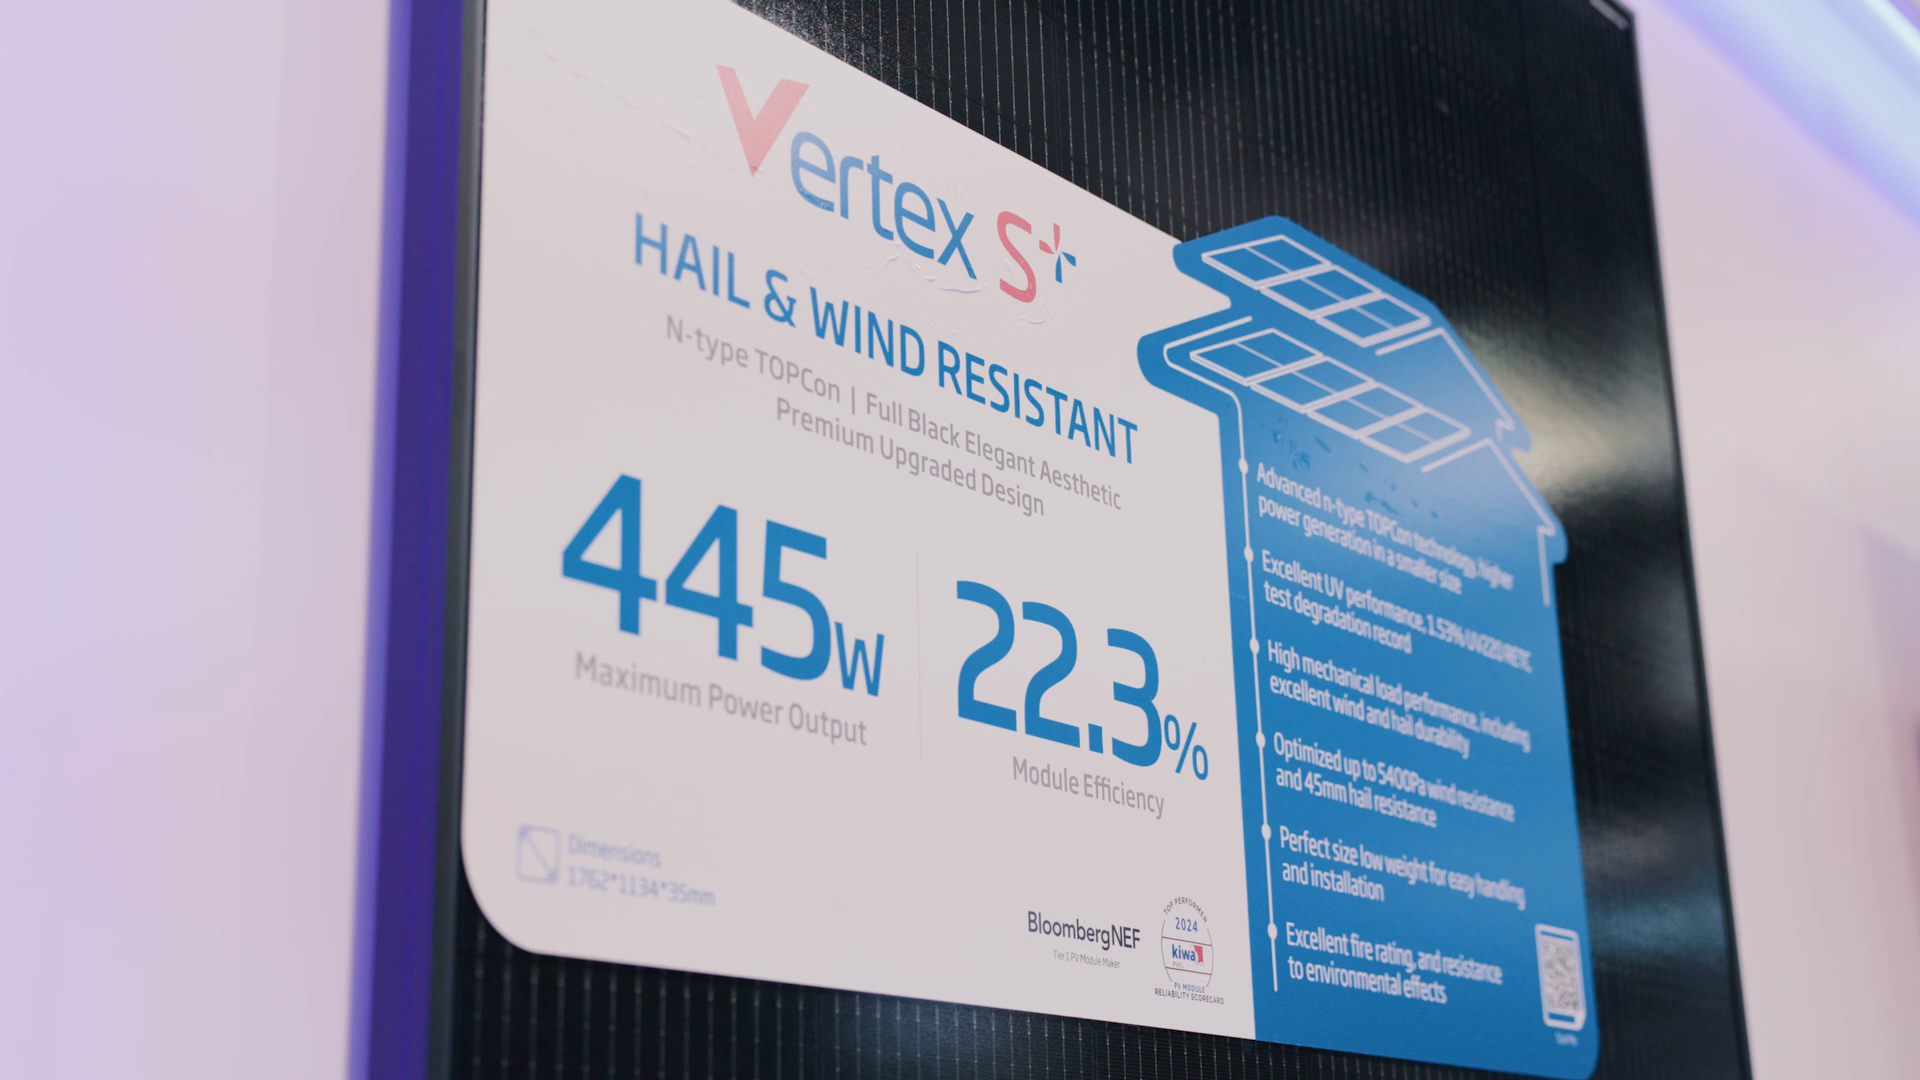 Vertex S+
HAIL & WIND RESISTANT
N-type TOPCon | Full Black Elegant Aesthetic
Premium Upgraded Design
445W
Maximum Power Output
22.3%
Module Efficiency
Dimensions
1762*1134*35mm
BloombergNEF
Tier 1 PV Module Maker
TOP PERFORMER
2024
kiwa
PVEL
PV MODULE
RELIABILITY SCORECARD
Advanced n-type TOPCon technology, higher
power generation in a smaller size
Excellent UV performance, 1.53% UV220 RETC
test degradation record
High mechanical load performance, including
excellent wind and hail durability
Optimized up to 5400Pa wind resistance
and 45mm hail resistance
Perfect size low weight for easy handling
and installation
Excellent fire rating, and resistance
to environmental effects